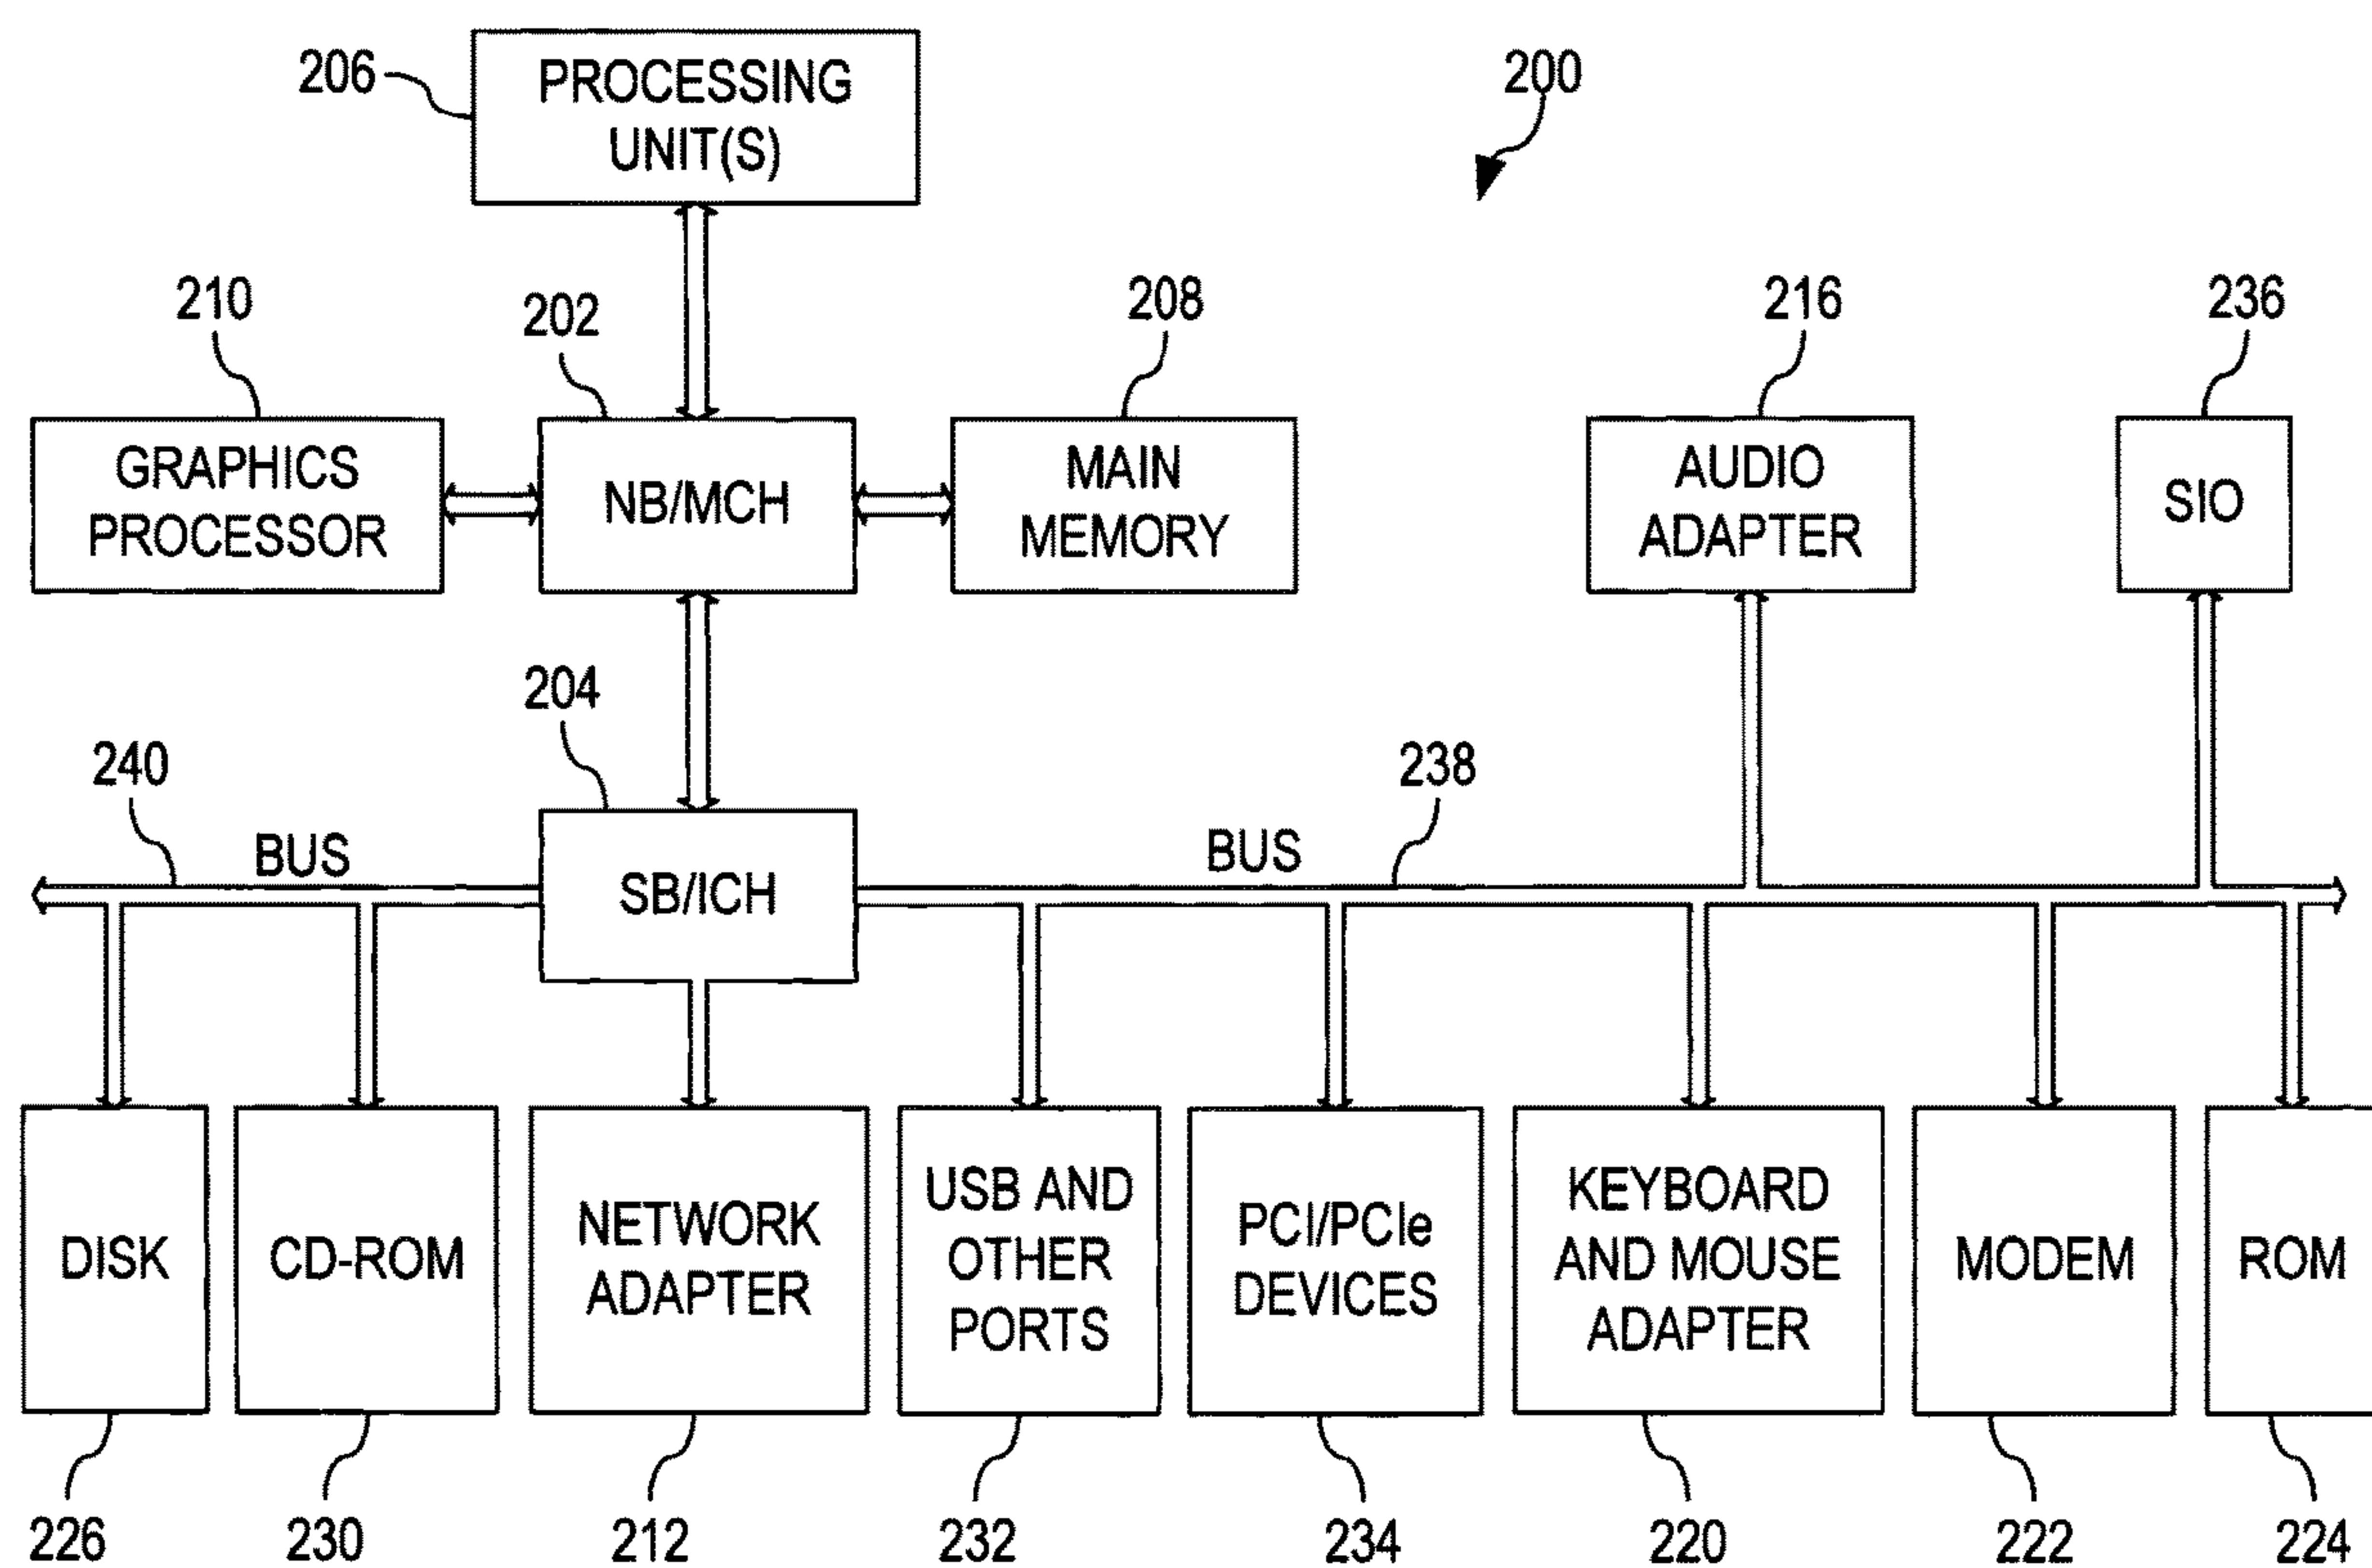 206
PROCESSING
UNIT(S)
200
210
202
208
216
236
GRAPHICS
PROCESSOR
NB/MCH
MAIN
MEMORY
AUDIO
ADAPTER
SIO
204
240
238
BUS
SB/ICH
BUS
DISK
CD-ROM
NETWORK
ADAPTER
USB AND
OTHER
PORTS
PCI/PCIe
DEVICES
KEYBOARD
AND MOUSE
ADAPTER
MODEM
ROM
226
230
212
232
234
220
222
224